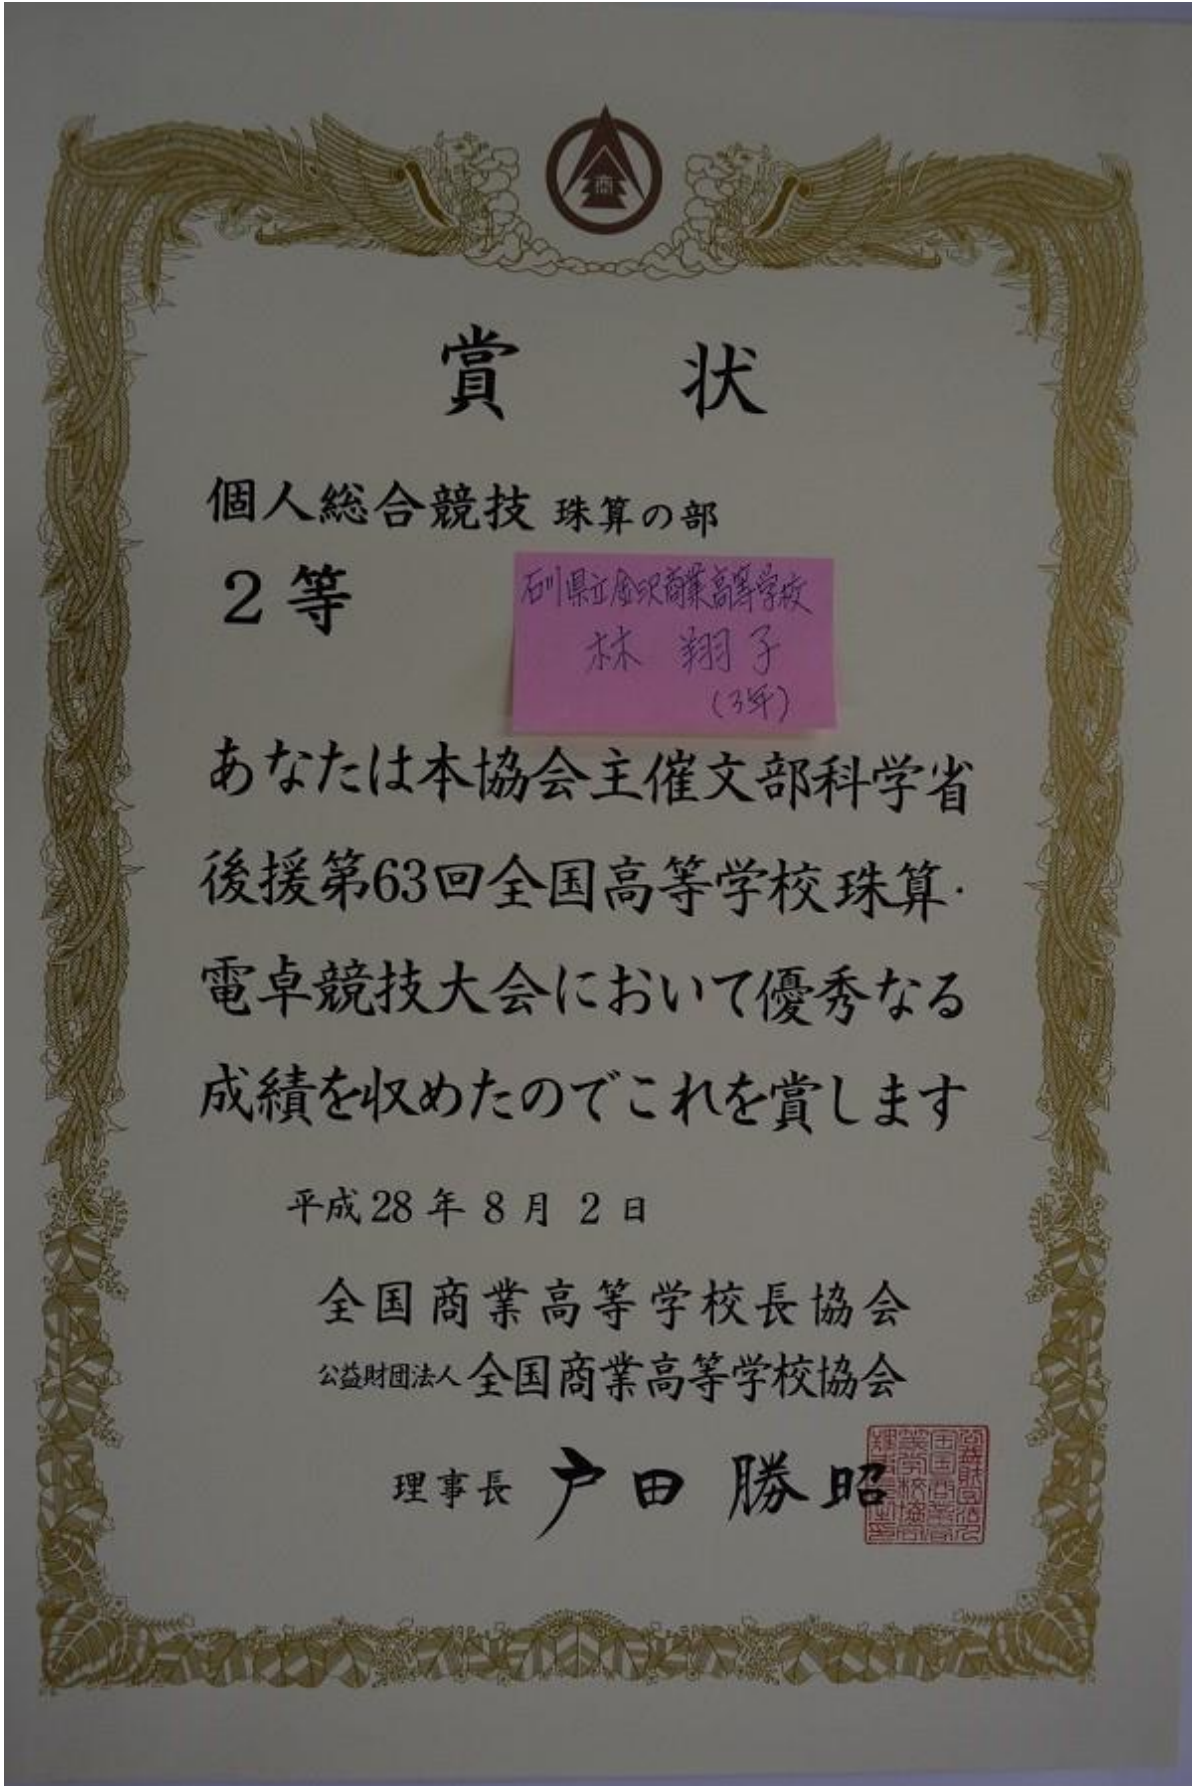 商
賞 状
個人総合競技 珠算の部
2等
石川県立金沢商業高等学校
林 翔子
(3年)
あなたは本協会主催文部科学省
後援第63回全国高等学校珠算・
電卓競技大会において優秀なる
成績を収めたのでこれを賞します
平成28年8月2日
全国商業高等学校長協会
公益財団法人 全国商業高等学校協会
理事長 戸田勝昭